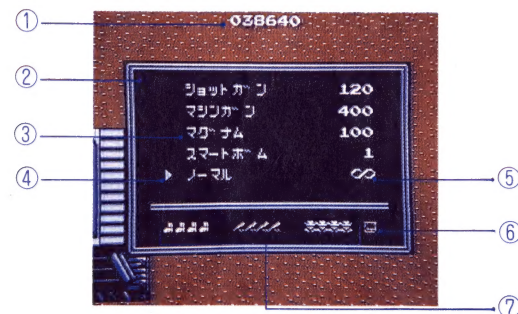 ① 038640
②
ショットガン 120
マシンガン 400
③ マグナム 100
スマートボム 1
④ ▶ ノーマル ∞ ⑤
⑥
⑦